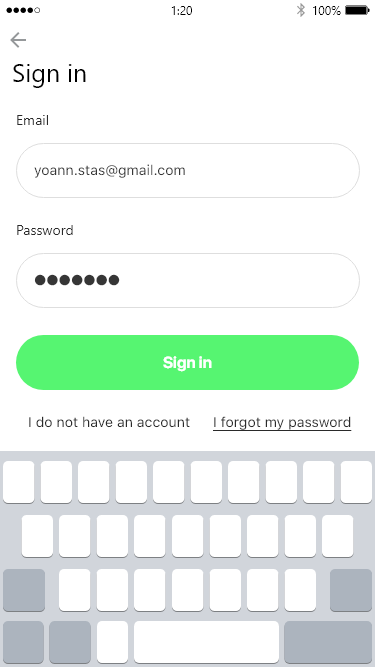 1:20 100%
Sign in
Email
yoann.stas@gmail.com
Password
Sign in
I do not have an account I forgot my password